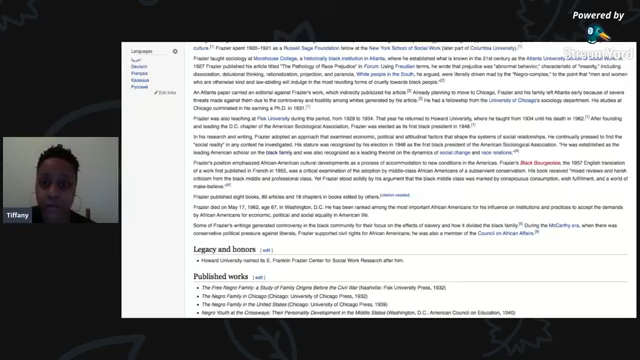 Powered by
StreamYard
Languages
العربية
Deutsch
Français
Қазақша
Русский
Edit links
culture.[1] Frazier spent 1920–1921 as a Russell Sage Foundation fellow at the New York School of Social Work (later part of Columbia University).
Frazier taught sociology at Morehouse College, a historically black institution in Atlanta, where he established what is known in the 21st century as the Atlanta University School of Social Work. In
1927 Frazier published his article titled "The Pathology of Race Prejudice" in Forum. Using Freudian terms, he wrote that prejudice was "abnormal behavior," characteristic of "insanity," including
dissociation, delusional thinking, rationalization, projection, and paranoia. White people in the South, he argued, were literally driven mad by the "Negro-complex," to the point that "men and women
who are otherwise kind and law-abiding will indulge in the most revolting forms of cruelty towards black people."
An Atlanta paper carried an editorial against Frazier's work, which indirectly publicized his article. Already planning to move to Chicago, Frazier and his family left Atlanta early because of severe
threats made against them due to the controversy and hostility among whites generated by his article. He had a fellowship from the University of Chicago's sociology department. His studies at
Chicago culminated in his earning a Ph.D. in 1931.
Frazier was also teaching at Fisk University during this period, from 1929 to 1934. That year he returned to Howard University, where he taught from 1934 until his death in 1962. After founding
and leading the D.C. chapter of the American Sociological Association, Frazier was elected as its first black president in 1948.
In his research and writing, Frazier adopted an approach that examined economic, political and attitudinal factors that shape the systems of social relationships. He continually pressed to find the
"social reality" in any context he investigated. His stature was recognized by his election in 1948 as the first black president of the American Sociological Association. "He was established as the
leading American scholar on the black family and was also recognized as a leading theorist on the dynamics of social change and race relations."
Frazier's position emphasized African-American cultural developments as a process of accommodation to new conditions in the Americas. Frazier's Black Bourgeoisie, the 1957 English translation
of a work first published in French in 1955, was a critical examination of the adoption by middle-class African Americans of a subservient conservatism. His book received "mixed reviews and harsh
criticism from the black middle and professional class. Yet Frazier stood solidly by his argument that the black middle class was marked by conspicuous consumption, wish fulfillment, and a world of
make-believe."
Frazier published eight books, 89 articles and 18 chapters in books edited by others.[citation needed]
Frazier died on May 17, 1962, age 67, in Washington, D.C. He has been ranked among the most important African Americans for his influence on institutions and practices to accept the demands
by African Americans for economic, political and social equality in American life.
Some of Frazier's writings generated controversy in the black community for their focus on the effects of slavery and how it divided the black family. During the McCarthy era, when there was
conservative political pressure against liberals, Frazier supported civil rights for African Americans; he was also a member of the Council on African Affairs.
Tiffany
Legacy and honors [ edit ]
• Howard University named its E. Franklin Frazier Center for Social Work Research after him.
Published works [ edit ]
• The Free Negro Family: a Study of Family Origins Before the Civil War (Nashville: Fisk University Press, 1932)
• The Negro Family in Chicago (Chicago: University of Chicago Press, 1932)
• The Negro Family in the United States (Chicago: University of Chicago Press, 1939)
• Negro Youth at the Crossways: Their Personality Development in the Middle States (Washington, D.C.: American Council on Education, 1940)